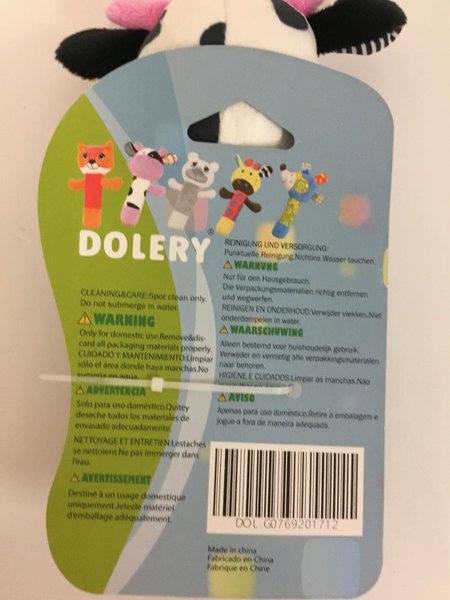 DOLERY®
CLEANING&CARE:Spot clean only.
Do not submerge in water.
WARNING
Only for domestic use.Remove&dis-
card all packaging materials properly.
CUIDADO Y MANTENIMIENTO:Limpiar
sólo el área donde haya manchas.No
sumeria en agua.
ADVERTENCIA
Solo para uso doméstico.Quitey
deseche todos los materiales de
envasado adecuadamente
NETTOYAGE ET ENTRETIEN:Lestaches
se nettoient.Ne pas immerger dans
l'eau.
AVERTISSEMENT
Destiné à un usage domestique
uniquement.Jetezle matériel
d'emballage adéquatement.
REINIGUNG UND VERSORGUNG:
Punktuelle Reinigung.Nichtins Wasser tauchen.
WARNUNG
Nur für den Hausgebrauch.
Die Verpackungsmaterialien richtig entfernen
und wegwerfen.
REINIGEN EN ONDERHOUD:Verwijder vlekken.Niet
onderdompelen in water.
WAARSCHUWING
Alleen bestemd voor huishoudelijk gebruik.
Verwijder en vernietig alle verpakkingsmaterialen
naar behoren.
HIGIENE E CUIDADOS:Limpar as manchas.Não
AVISO
Apenas para uso doméstico.Retire a embalagem e
jogue-a fora de maneira adequada.
DOL G0769201712
Made in china
Fabricado en China
Fabrique en Chine